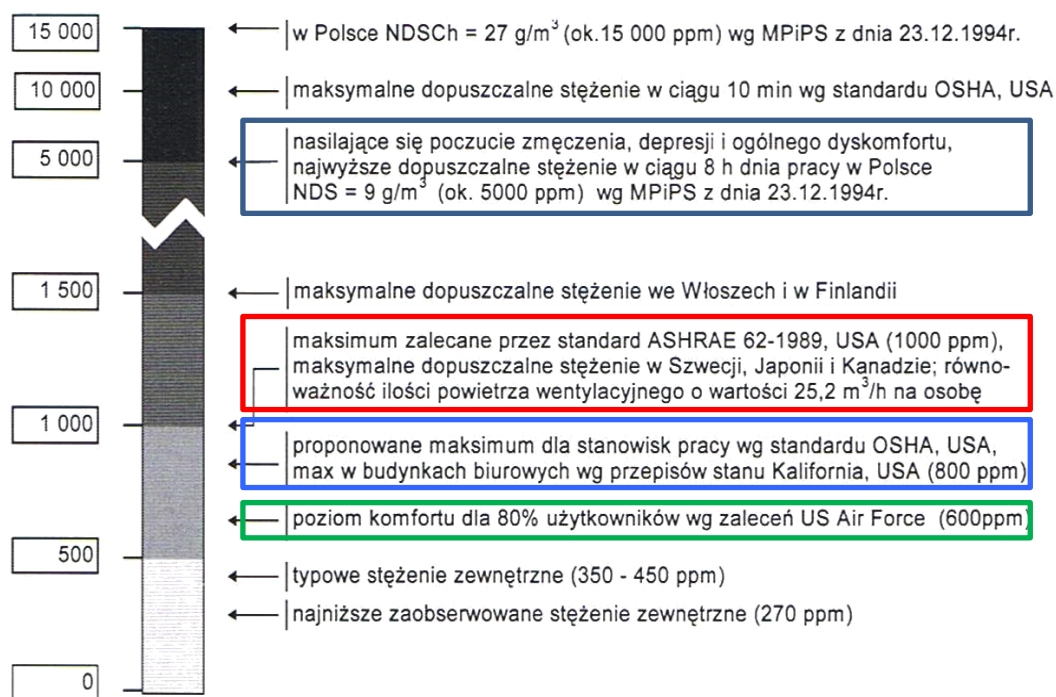 15 000
w Polsce NDSCh = 27 g/m³ (ok.15 000 ppm) wg MPiPS z dnia 23.12.1994r.
10 000
maksymalne dopuszczalne stężenie w ciągu 10 min wg standardu OSHA, USA
nasilające się poczucie zmęczenia, depresji i ogólnego dyskomfortu,
5 000
najwyższe dopuszczalne stężenie w ciągu 8 h dnia pracy w Polsce
NDS = 9 g/m³ (ok. 5000 ppm) wg MPiPS z dnia 23.12.1994r.
1 500
maksymalne dopuszczalne stężenie we Włoszech i w Finlandii
maksimum zalecane przez standard ASHRAE 62-1989, USA (1000 ppm),
maksymalne dopuszczalne stężenie w Szwecji, Japonii i Kanadzie; równo-
ważność ilości powietrza wentylacyjnego o wartości 25,2 m³/h na osobę
1 000
proponowane maksimum dla stanowisk pracy wg standardu OSHA, USA,
max w budynkach biurowych wg przepisów stanu Kalifornia, USA (800 ppm)
poziom komfortu dla 80% użytkowników wg zaleceń US Air Force (600ppm)
500
typowe stężenie zewnętrzne (350 - 450 ppm)
najniższe zaobserwowane stężenie zewnętrzne (270 ppm)
0